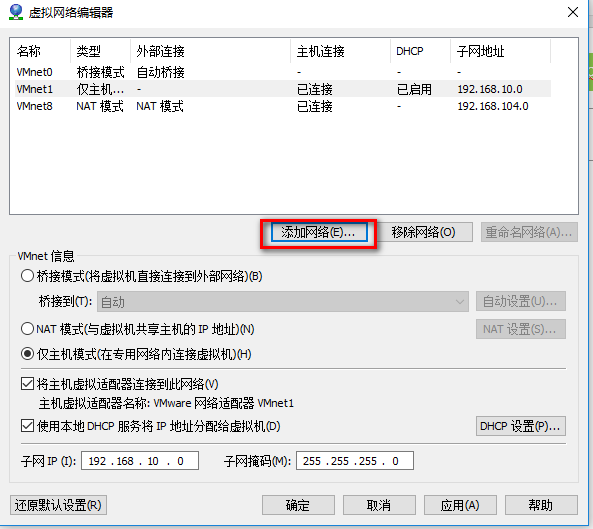 虚拟网络编辑器
名称 类型 外部连接 主机连接 DHCP 子网地址
VMnet0 桥接模式 自动桥接 - - -
VMnet1 仅主机... - 已连接 已启用 192.168.10.0
VMnet8 NAT 模式 NAT 模式 已连接 - 192.168.104.0
添加网络(E)... 移除网络(O) 重命名网络(A)...
VMnet 信息
桥接模式(将虚拟机直接连接到外部网络)(B)
桥接到(T): 自动 自动设置(U)...
NAT 模式(与虚拟机共享主机的 IP 地址)(N) NAT 设置(S)...
仅主机模式(在专用网络内连接虚拟机)(H)
将主机虚拟适配器连接到此网络(V)
主机虚拟适配器名称: VMware 网络适配器 VMnet1
使用本地 DHCP 服务将 IP 地址分配给虚拟机(D) DHCP 设置(P)...
子网 IP (I): 192 . 168 . 10 . 0 子网掩码(M): 255 . 255 . 255 . 0
还原默认设置(R) 确定 取消 应用(A) 帮助